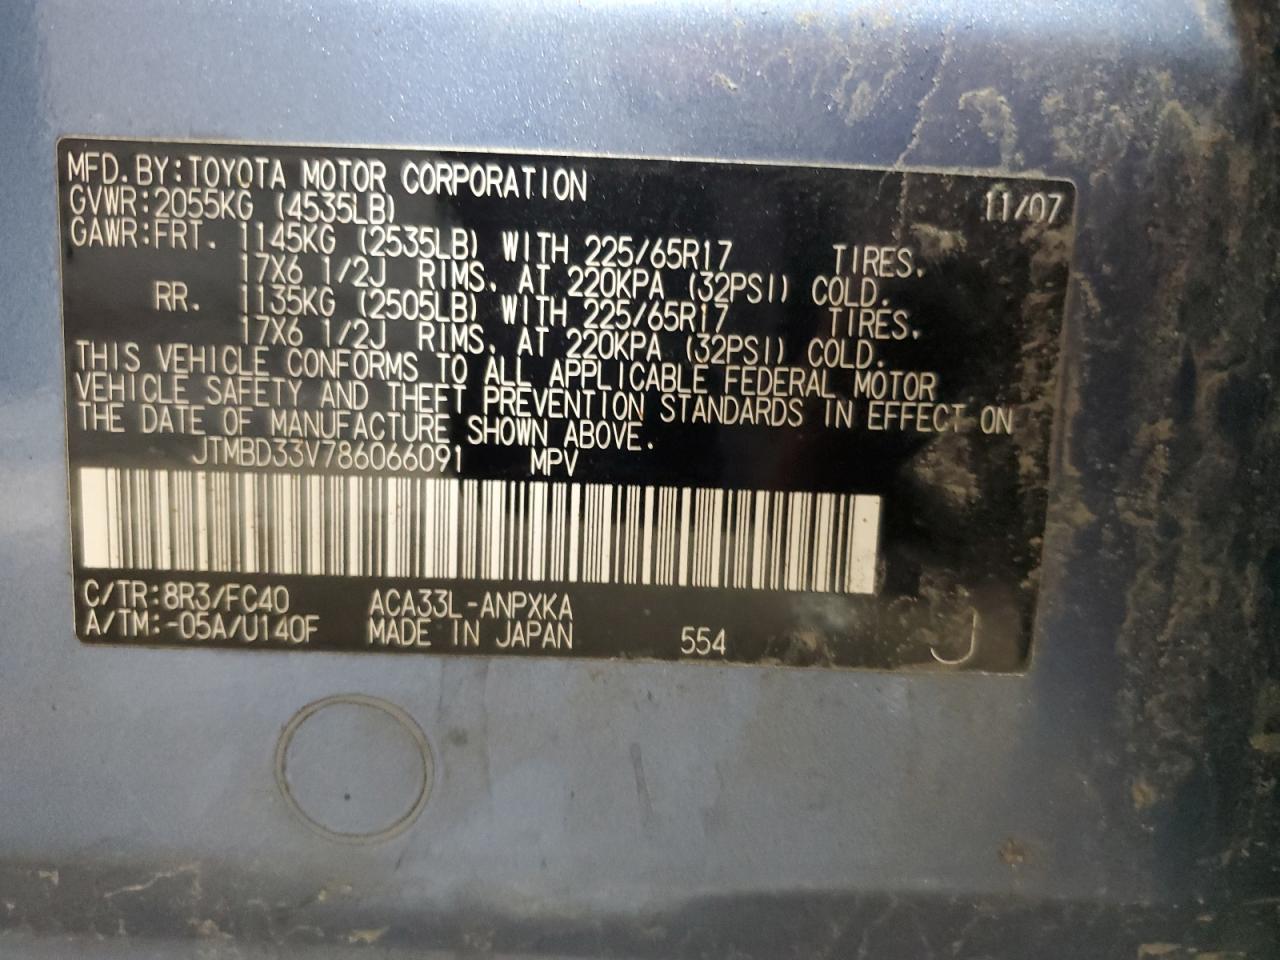 MFD. BY: TOYOTA MOTOR CORPORATION 11/07
GVWR: 2055KG (4535LB)
GAWR: FRT. 1145KG (2535LB) WITH 225/65R17 TIRES.
17X6 1/2J RIMS. AT 220KPA (32PSI) COLD.
RR. 1135KG (2505LB) WITH 225/65R17 TIRES.
17X6 1/2J RIMS. AT 220KPA (32PSI) COLD.
THIS VEHICLE CONFORMS TO ALL APPLICABLE FEDERAL MOTOR
VEHICLE SAFETY AND THEFT PREVENTION STANDARDS IN EFFECT ON
THE DATE OF MANUFACTURE SHOWN ABOVE.
JTMBD33V786066091 MPV
C/TR: 8R3/FC40 ACA33L-ANPXKA
A/TM: -05A/U140F MADE IN JAPAN 554 J